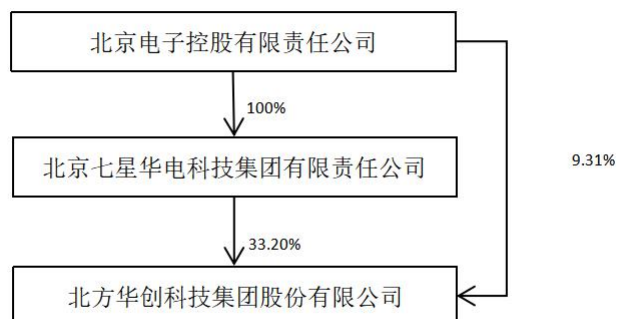 北京电子控股有限责任公司
100%
北京七星华电科技集团有限责任公司
9.31%
33.20%
北方华创科技集团股份有限公司